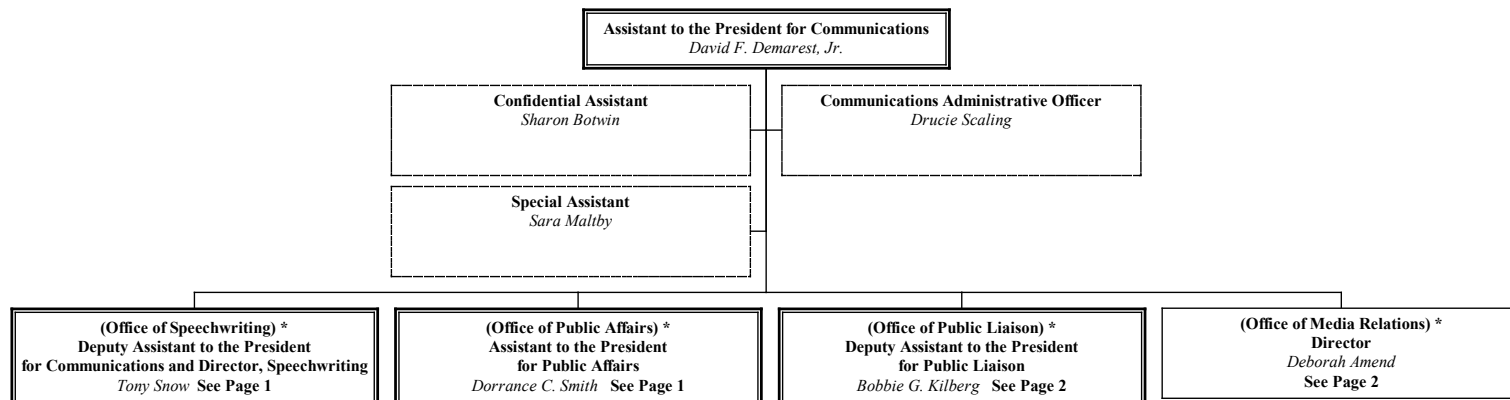 Assistant to the President for Communications
David F. Demarest, Jr.
Confidential Assistant
Sharon Botwin
Communications Administrative Officer
Drucie Scaling
Special Assistant
Sara Maltby
(Office of Speechwriting) *
Deputy Assistant to the President
for Communications and Director, Speechwriting
Tony Snow See Page 1
(Office of Public Affairs) *
Assistant to the President
for Public Affairs
Dorrance C. Smith See Page 1
(Office of Public Liaison) *
Deputy Assistant to the President
for Public Liaison
Bobbie G. Kilberg See Page 2
(Office of Media Relations) *
Director
Deborah Amend
See Page 2